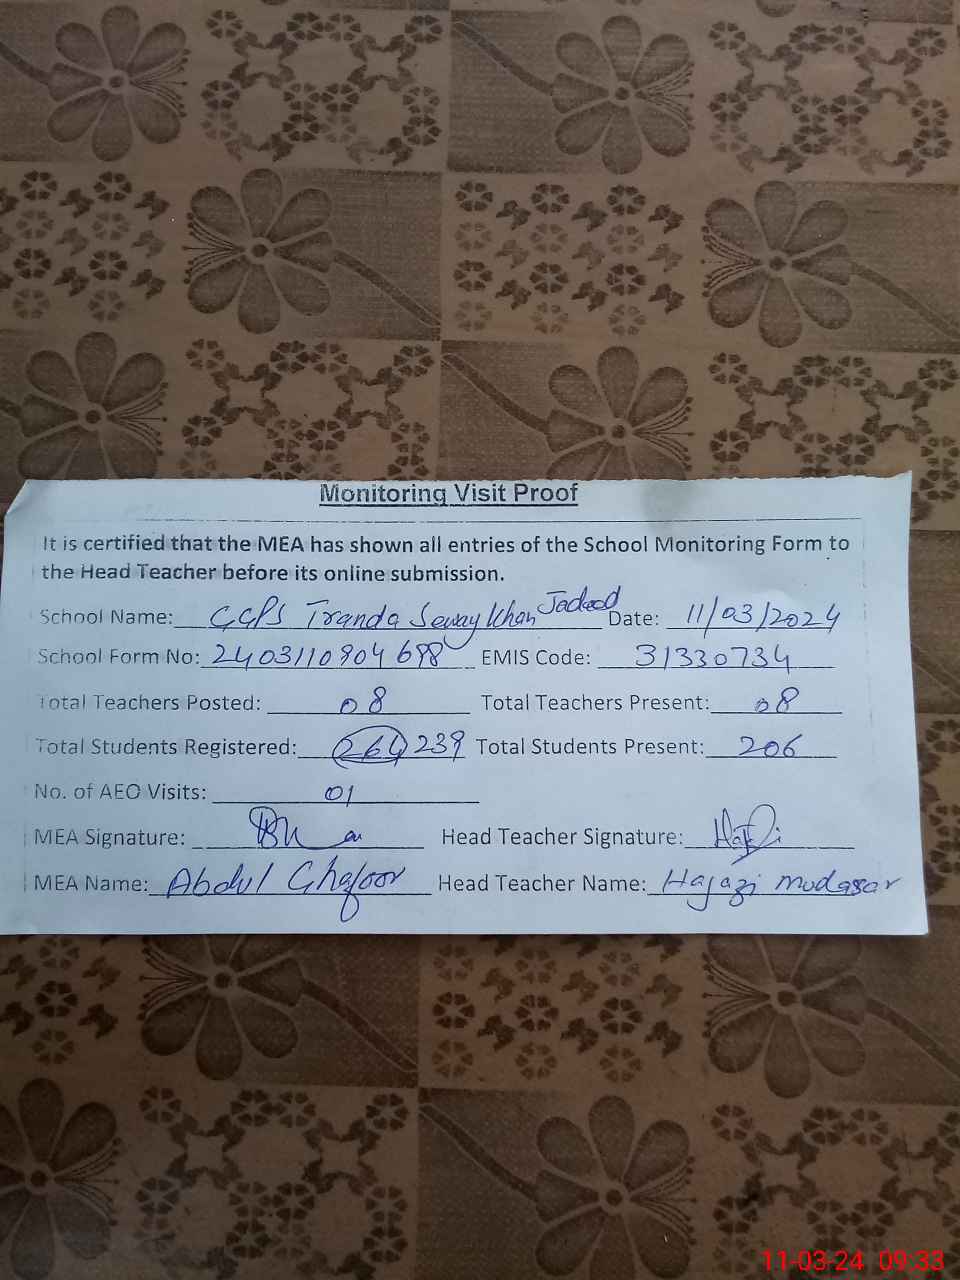 Monitoring Visit Proof
It is certified that the MEA has shown all entries of the School Monitoring Form to
the Head Teacher before its online submission.
School Name: GGPS Tranda Seway Khan Jadeed Date: 11/03/2024
School Form No: 2403110904698 EMIS Code: 31330734
Total Teachers Posted: 08 Total Teachers Present: 08
Total Students Registered: 264 239 Total Students Present: 206
No. of AEO Visits: 01
MEA Signature: Head Teacher Signature:
MEA Name: Abdul Ghafoor Head Teacher Name: Hajazi mudasar
11-03-24 09:33